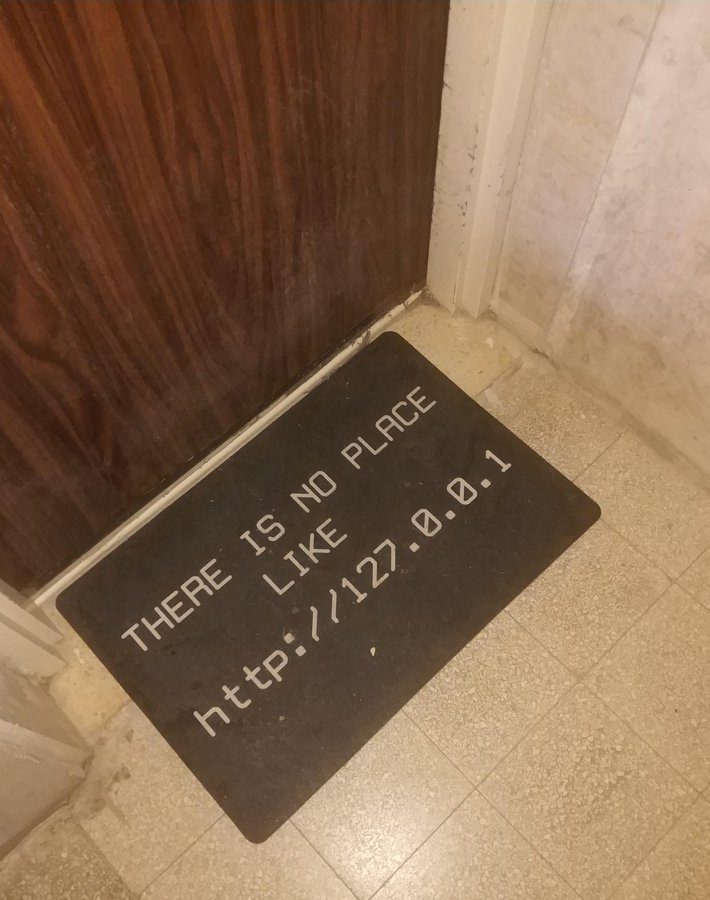 THERE IS NO PLACE
LIKE
http://127.0.0.1